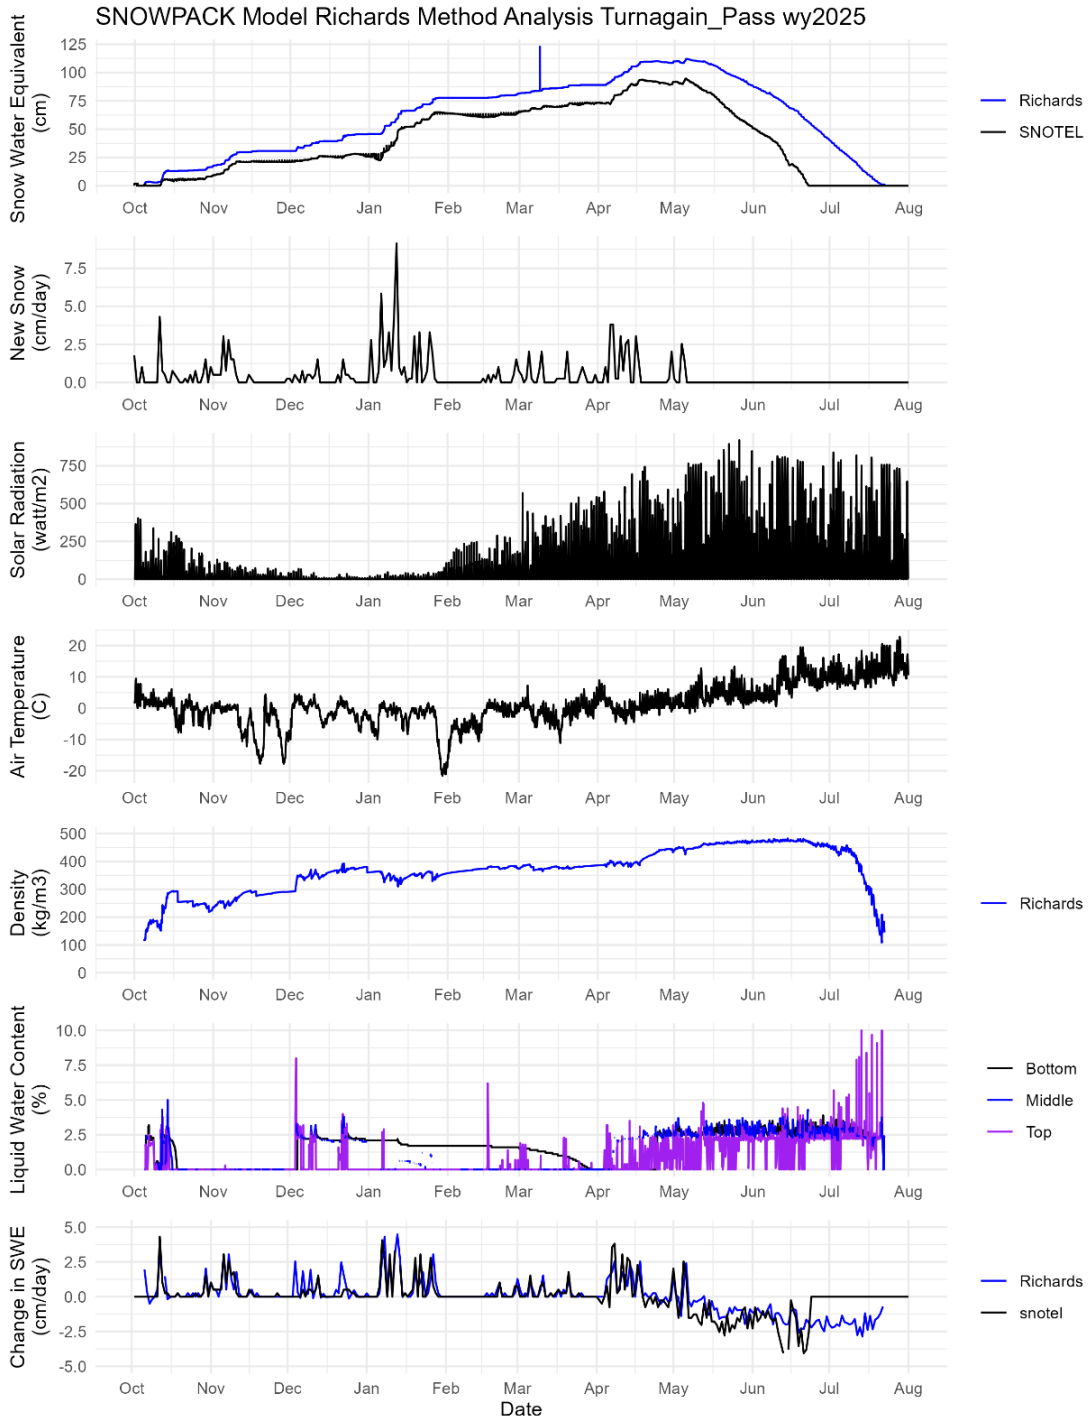 SNOWPACK Model Richards Method Analysis Turnagain_Pass wy2025
Snow Water Equivalent
(cm)
125
100
75
50
25
0
Oct Nov Dec Jan Feb Mar Apr May Jun Jul Aug
Richards
SNOTEL
New Snow
(cm/day)
7.5
5.0
2.5
0.0
Oct Nov Dec Jan Feb Mar Apr May Jun Jul Aug
Solar Radiation
(watt/m2)
750
500
250
0
Oct Nov Dec Jan Feb Mar Apr May Jun Jul Aug
Air Temperature
(C)
20
10
0
-10
-20
Oct Nov Dec Jan Feb Mar Apr May Jun Jul Aug
Density
(kg/m3)
500
400
300
200
100
0
Oct Nov Dec Jan Feb Mar Apr May Jun Jul Aug
Richards
Liquid Water Content
(%)
10.0
7.5
5.0
2.5
0.0
Oct Nov Dec Jan Feb Mar Apr May Jun Jul Aug
Bottom
Middle
Top
Change in SWE
(cm/day)
5.0
2.5
0.0
-2.5
-5.0
Oct Nov Dec Jan Feb Mar Apr May Jun Jul Aug
Richards
snotel
Date